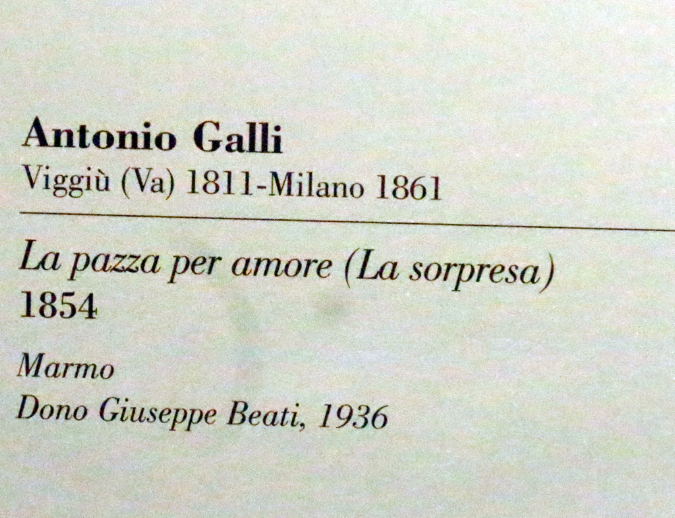 Antonio Galli
Viggiù (Va) 1811-Milano 1861
La pazza per amore (La sorpresa)
1854
Marmo
Dono Giuseppe Beati, 1936